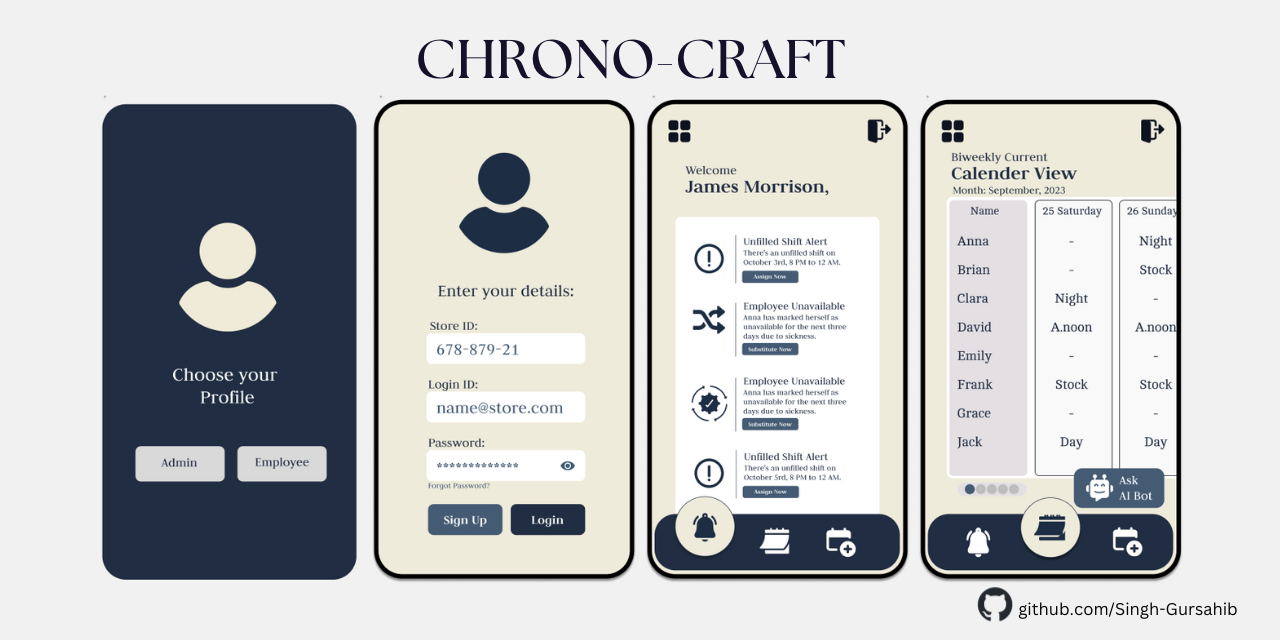 CHRONO-CRAFT
Choose your
Profile
Admin
Employee
Enter your details:
Store ID:
678-879-21
Login ID:
name@store.com
Password:
*************
Forgot Password?
Sign Up
Login
Welcome
James Morrison,
Unfilled Shift Alert
There's an unfilled shift on
October 3rd, 8 PM to 12 AM.
Assign Now
Employee Unavailable
Anna has marked herself as
unavailable for the next three
days due to sickness.
Substitute Now
Employee Unavailable
Anna has marked herself as
unavailable for the next three
days due to sickness.
Substitute Now
Unfilled Shift Alert
There's an unfilled shift on
October 5rd, 8 PM to 12 AM.
Assign Now
Biweekly Current
Calender View
Month: September, 2023
Name 25 Saturday 26 Sunday
Anna - Night
Brian - Stock
Clara Night -
David A.noon A.noon
Emily - -
Frank Stock Stock
Grace - -
Jack Day Day
Ask
AI Bot
github.com/Singh-Gursahib